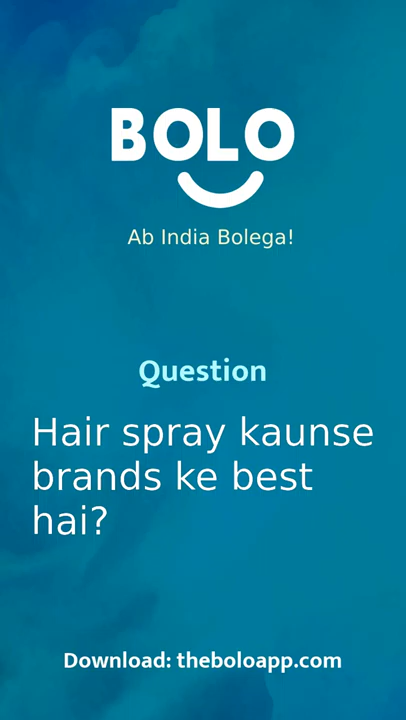 BOLO
Ab India Bolega!
Question
Hair spray kaunse
brands ke best
hai?
Download: theboloapp.com